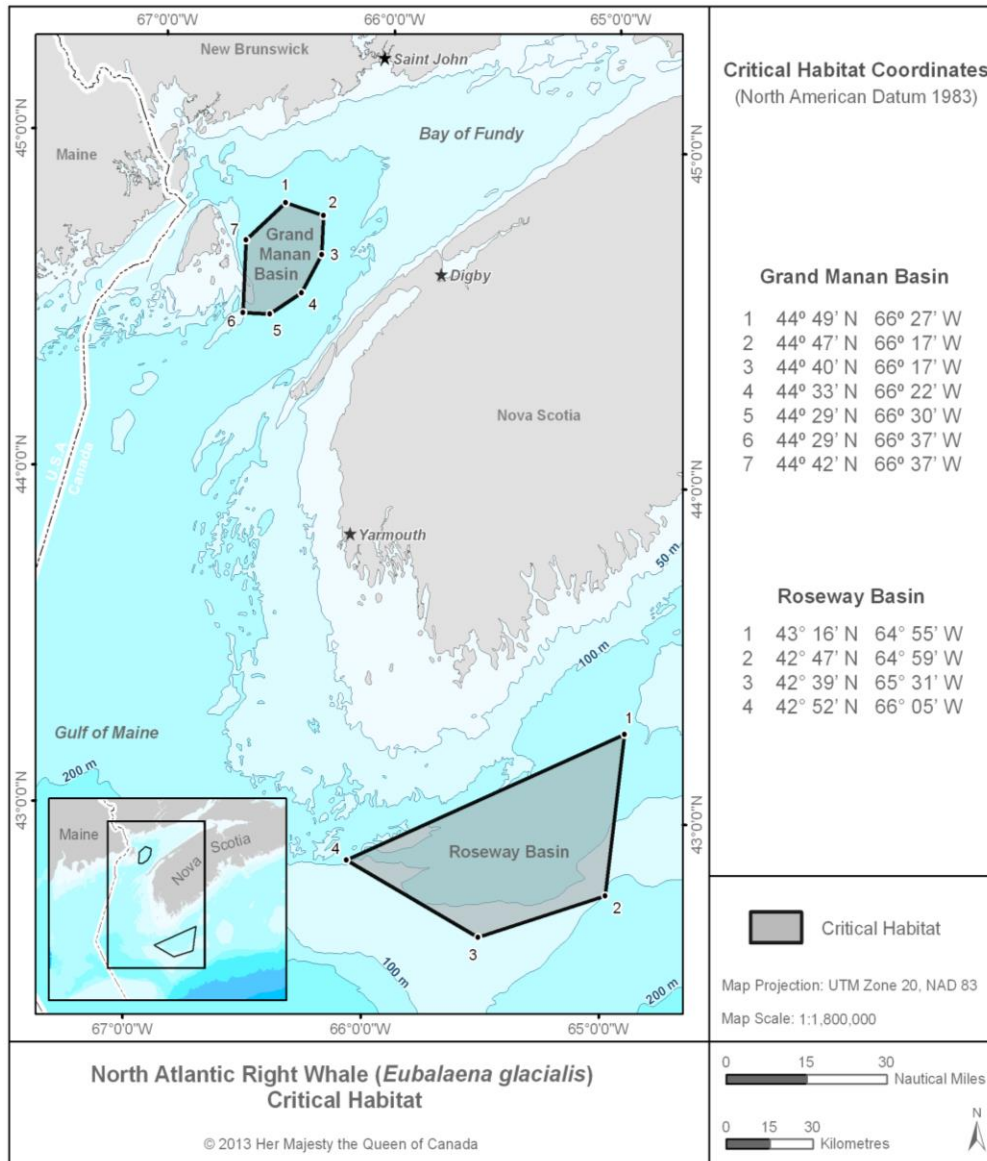 67°0'0"W
66°0'0"W
65°0'0"W
New Brunswick
Saint John
Bay of Fundy
45°0'0"N
45°0'0"N
Maine
1
2
3
4
5
6
7
Grand
Manan
Basin
Digby
Nova Scotia
U.S.A
Canada
44°0'0"N
44°0'0"N
Yarmouth
50 m
100 m
Gulf of Maine
200 m
43°0'0"N
43°0'0"N
1
2
3
4
Roseway Basin
100 m
200 m
Maine
Nova Scotia
67°0'0"W
66°0'0"W
65°0'0"W
Critical Habitat Coordinates
(North American Datum 1983)
Grand Manan Basin
1 44º 49' N 66º 27' W
2 44º 47' N 66º 17' W
3 44º 40' N 66º 17' W
4 44º 33' N 66º 22' W
5 44º 29' N 66º 30' W
6 44º 29' N 66º 37' W
7 44º 42' N 66º 37' W
Roseway Basin
1 43° 16' N 64° 55' W
2 42° 47' N 64° 59' W
3 42° 39' N 65° 31' W
4 42° 52' N 66° 05' W
Critical Habitat
Map Projection: UTM Zone 20, NAD 83
Map Scale: 1:1,800,000
North Atlantic Right Whale (Eubalaena glacialis)
Critical Habitat
© 2013 Her Majesty the Queen of Canada
0 15 30
Nautical Miles
0 15 30
Kilometres
N